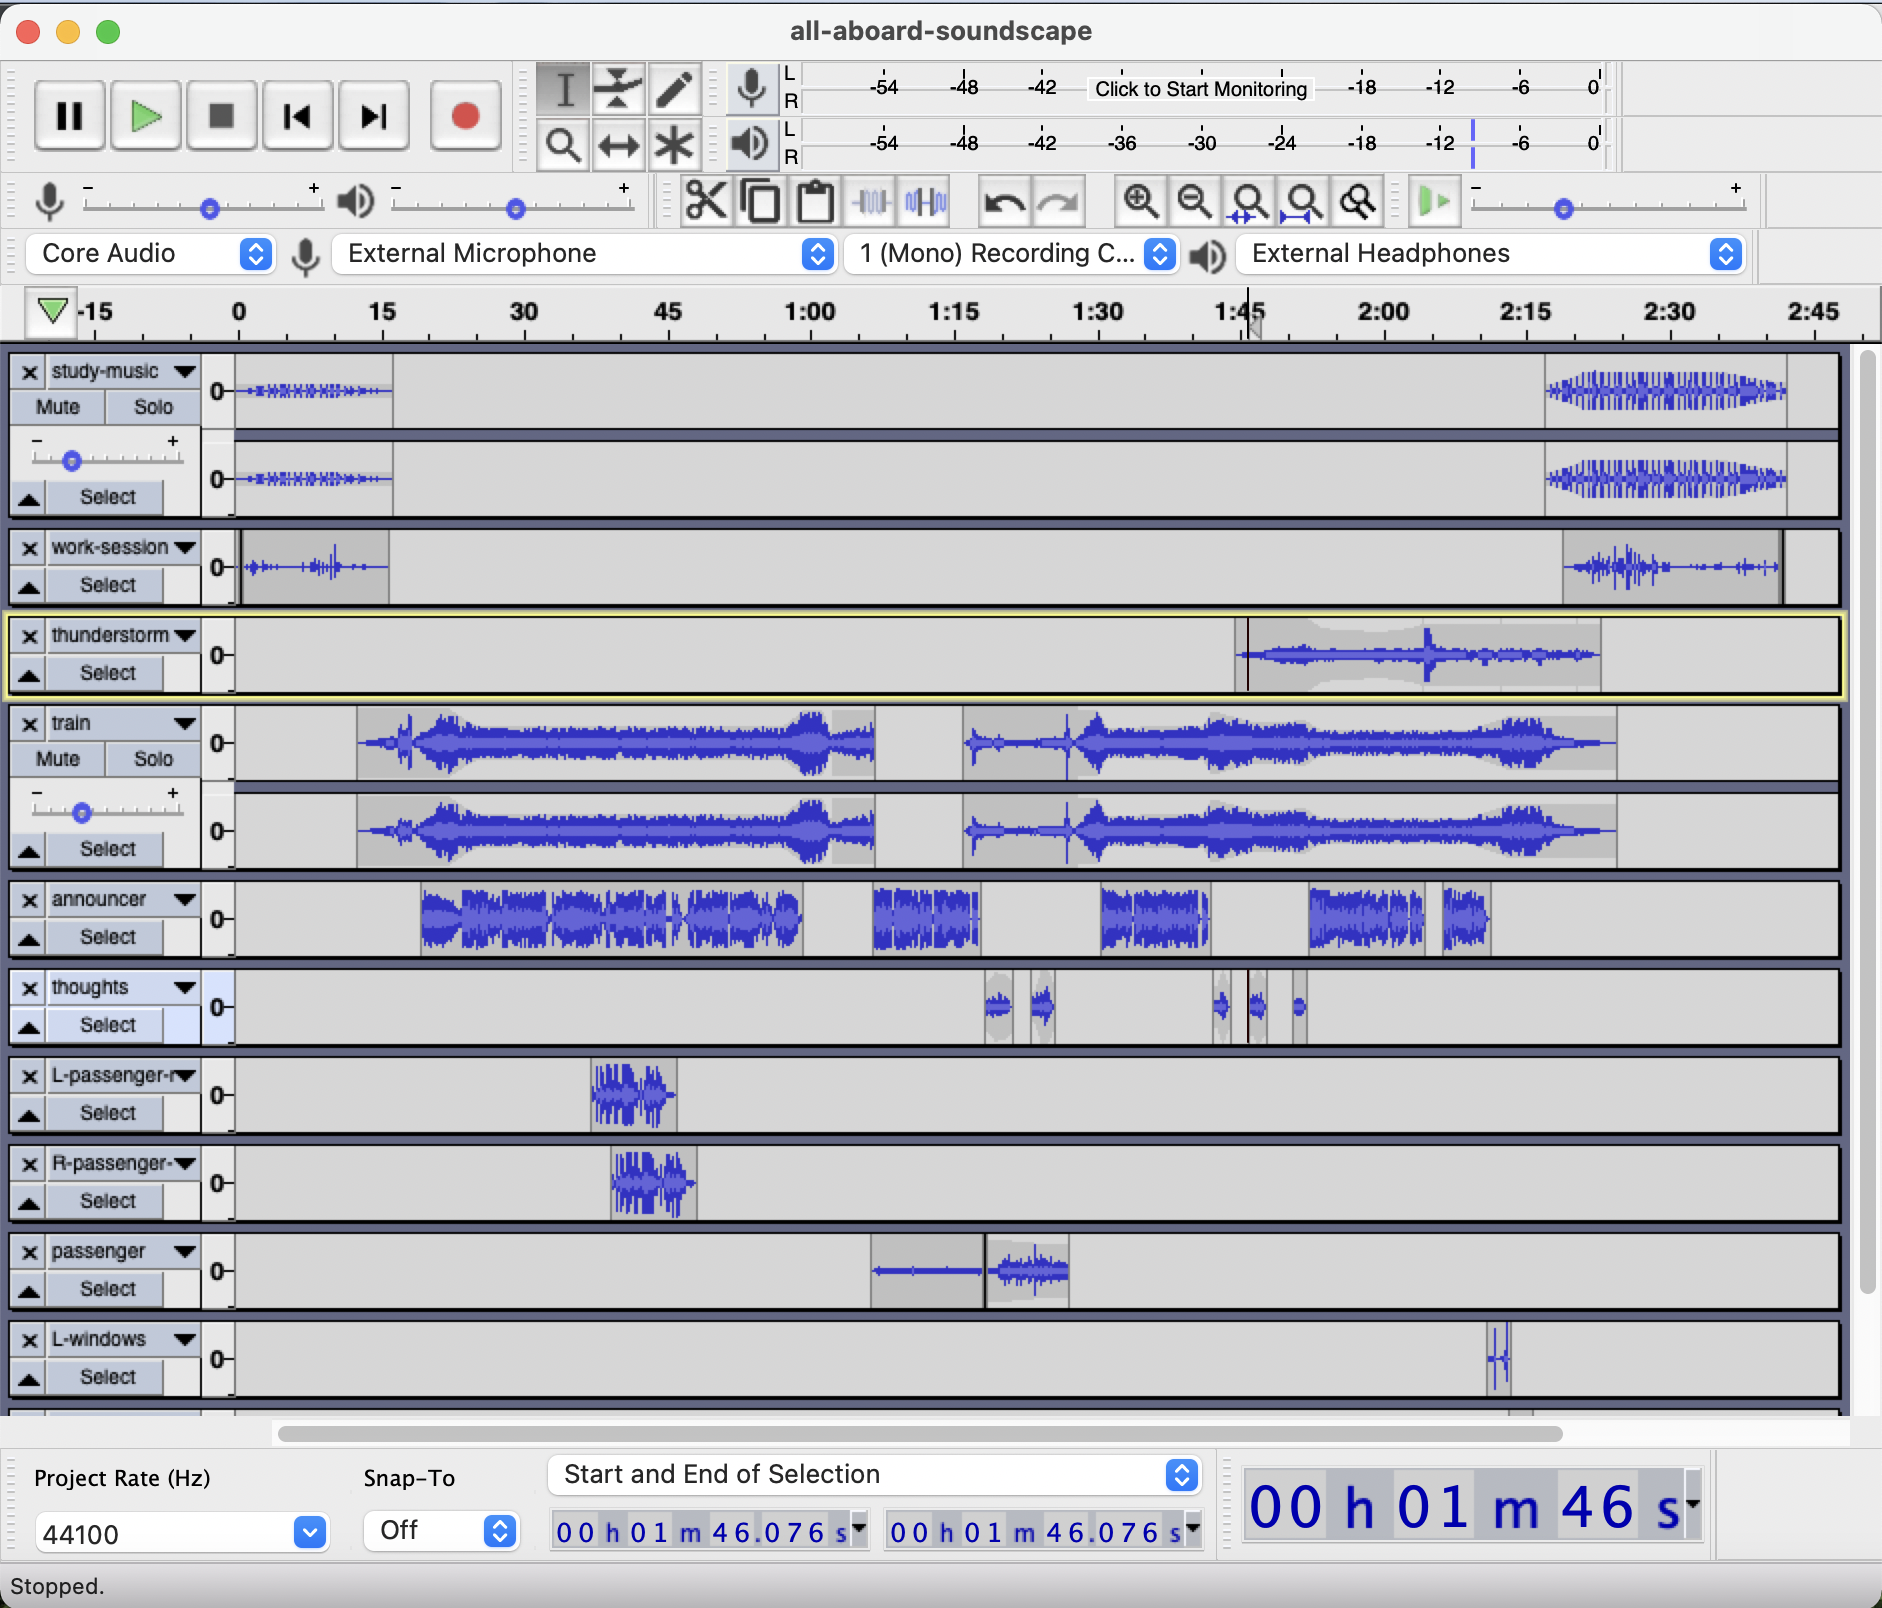 all-aboard-soundscape
L
R
-54 -48 -42 Click to Start Monitoring -18 -12 -6 0
L
R
-54 -48 -42 -36 -30 -24 -18 -12 -6 0
- + - + - +
Core Audio External Microphone 1 (Mono) Recording C... External Headphones
-15 0 15 30 45 1:00 1:15 1:30 1:45 2:00 2:15 2:30 2:45
study-music
Mute Solo
0
- +
Select
0
work-session
Select
0
thunderstorm
Select
0
train
Mute Solo
0
- +
Select
0
announcer
Select
0
thoughts
Select
0
L-passenger-r
Select
0
R-passenger-
Select
0
passenger
Select
0
L-windows
Select
0
Project Rate (Hz) Snap-To Start and End of Selection
44100 Off 00 h 01 m 46.076 s 00 h 01 m 46.076 s
00 h 01 m 46 s
Stopped.